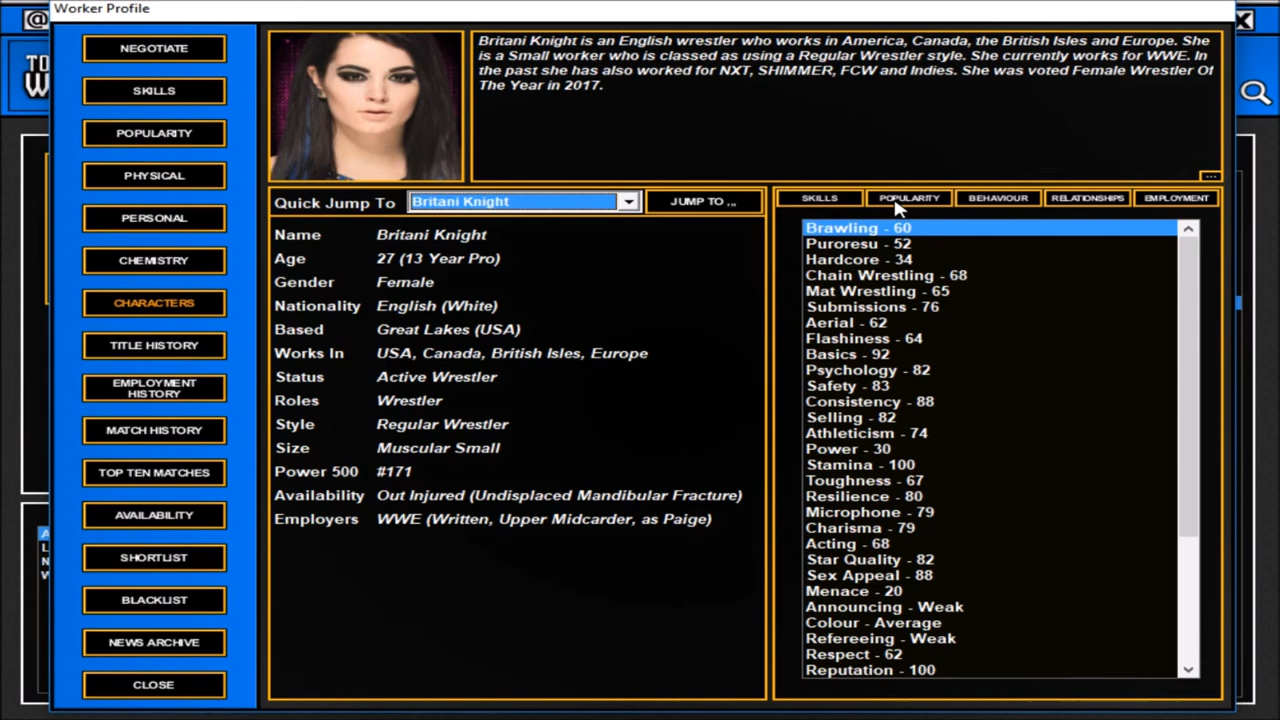 Worker Profile
@
X
TO
W
NEGOTIATE
SKILLS
POPULARITY
PHYSICAL
PERSONAL
CHEMISTRY
CHARACTERS
TITLE HISTORY
EMPLOYMENT
HISTORY
MATCH HISTORY
TOP TEN MATCHES
AVAILABILITY
SHORTLIST
BLACKLIST
NEWS ARCHIVE
CLOSE
Britani Knight is an English wrestler who works in America, Canada, the British Isles and Europe. She
is a Small worker who is classed as using a Regular Wrestler style. She currently works for WWE. In
the past she has also worked for NXT, SHIMMER, FCW and Indies. She was voted Female Wrestler Of
The Year in 2017.
...
Quick Jump To Britani Knight JUMP TO ...
Name Britani Knight
Age 27 (13 Year Pro)
Gender Female
Nationality English (White)
Based Great Lakes (USA)
Works In USA, Canada, British Isles, Europe
Status Active Wrestler
Roles Wrestler
Style Regular Wrestler
Size Muscular Small
Power 500 #171
Availability Out Injured (Undisplaced Mandibular Fracture)
Employers WWE (Written, Upper Midcarder, as Paige)
SKILLS POPULARITY BEHAVIOUR RELATIONSHIPS EMPLOYMENT
Brawling - 60
Puroresu - 52
Hardcore - 34
Chain Wrestling - 68
Mat Wrestling - 65
Submissions - 76
Aerial - 62
Flashiness - 64
Basics - 92
Psychology - 82
Safety - 83
Consistency - 88
Selling - 82
Athleticism - 74
Power - 30
Stamina - 100
Toughness - 67
Resilience - 80
Microphone - 79
Charisma - 79
Acting - 68
Star Quality - 82
Sex Appeal - 88
Menace - 20
Announcing - Weak
Colour - Average
Refereeing - Weak
Respect - 62
Reputation - 100